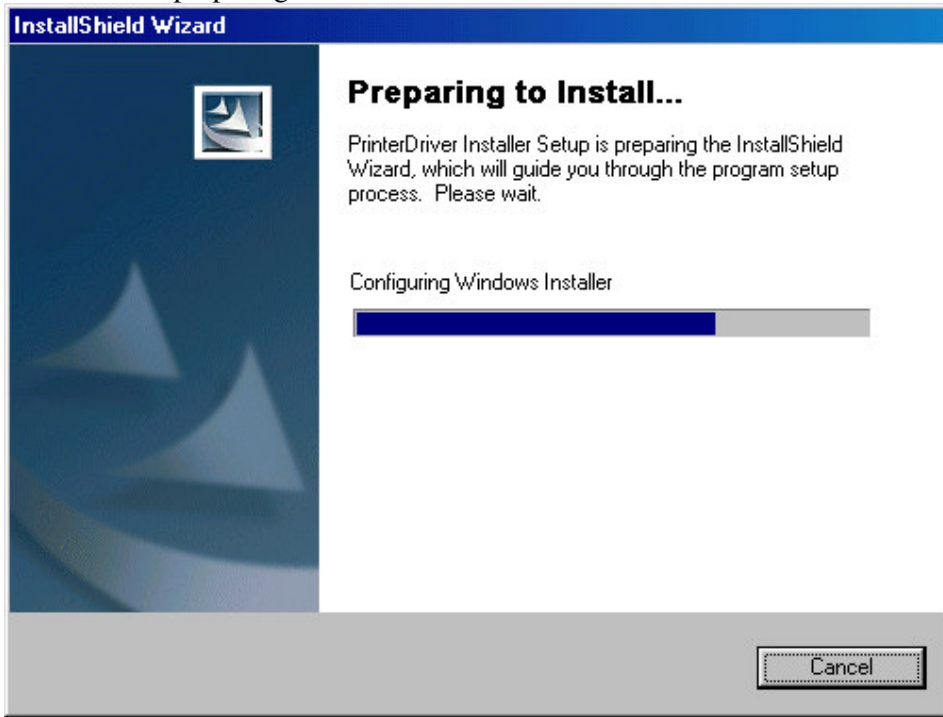 InstallShield Wizard
Preparing to Install...
PrinterDriver Installer Setup is preparing the InstallShield
Wizard, which will guide you through the program setup
process.  Please wait.
Configuring Windows Installer
Cancel